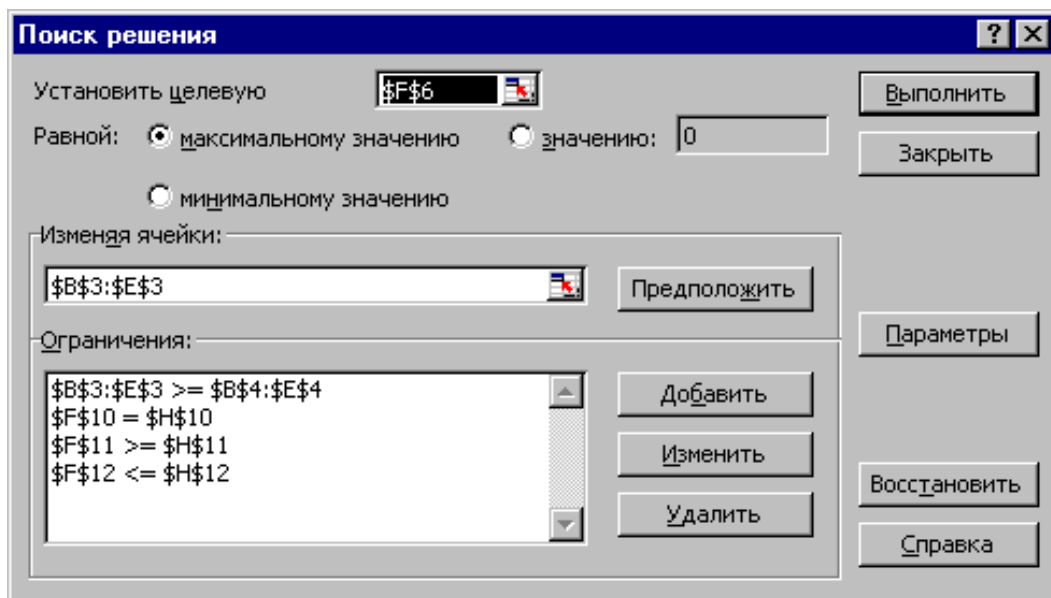 Поиск решения
Установить целевую $F$6
Выполнить
Равной: максимальному значению значению: 0
Закрыть
минимальному значению
Изменяя ячейки:
$B$3:$E$3
Предположить
Параметры
Ограничения:
$B$3:$E$3 >= $B$4:$E$4
$F$10 = $H$10
$F$11 >= $H$11
$F$12 <= $H$12
Добавить
Изменить
Удалить
Восстановить
Справка